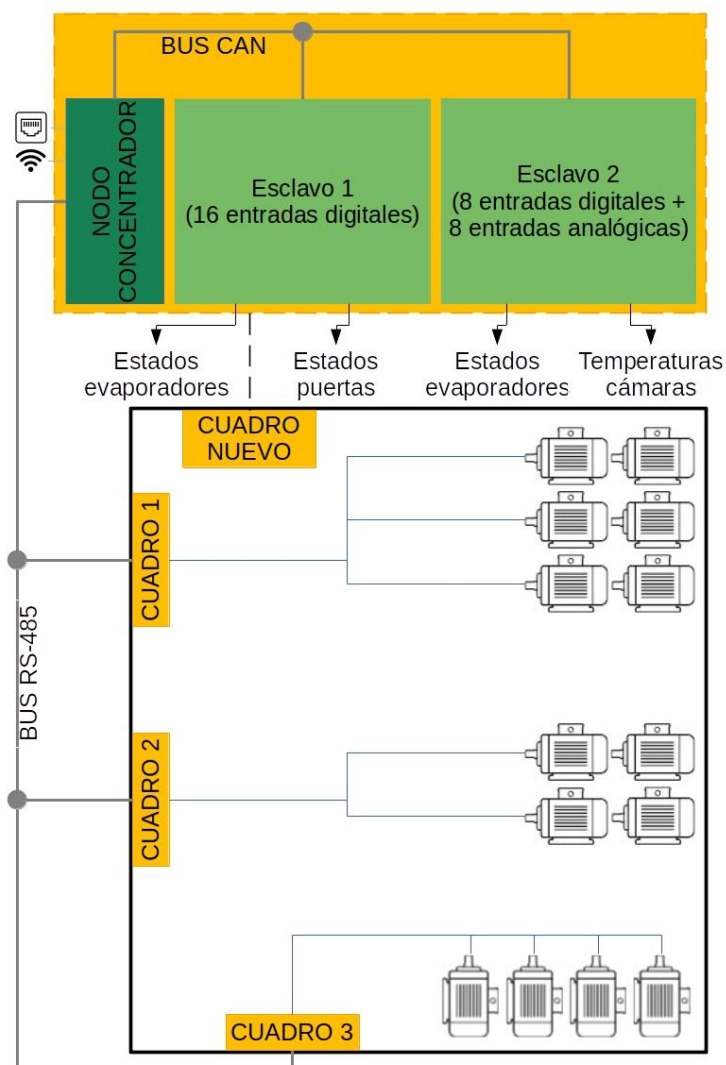 BUS CAN
NODO
CONCENTRADOR
Esclavo 1
(16 entradas digitales)
Esclavo 2
(8 entradas digitales +
8 entradas analógicas)
Estados
evaporadores
Estados
puertas
Estados
evaporadores
Temperaturas
cámaras
CUADRO
NUEVO
CUADRO 1
BUS RS-485
CUADRO 2
CUADRO 3